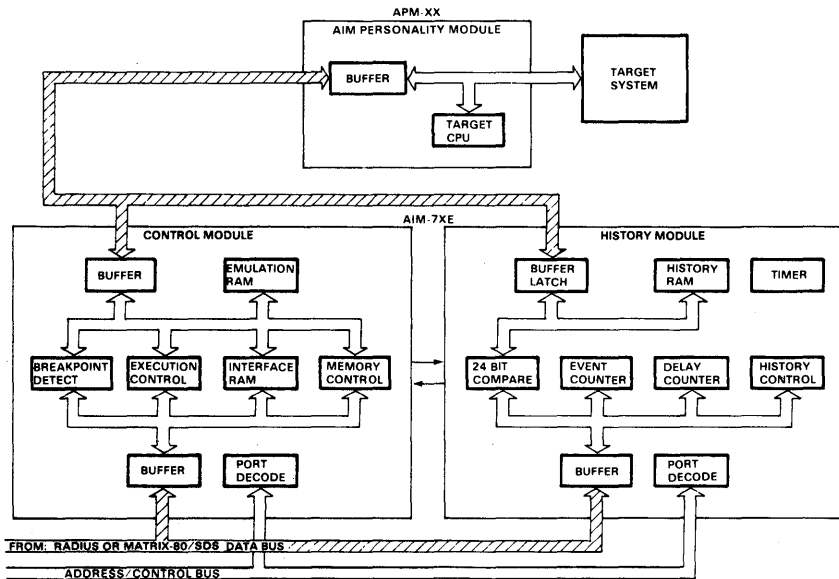 APM-XX
AIM PERSONALITY MODULE
BUFFER
TARGET
CPU
TARGET
SYSTEM
AIM-7XE
CONTROL MODULE
BUFFER
EMULATION
RAM
BREAKPOINT
DETECT
EXECUTION
CONTROL
INTERFACE
RAM
MEMORY
CONTROL
BUFFER
PORT
DECODE
HISTORY MODULE
BUFFER
LATCH
HISTORY
RAM
TIMER
24 BIT
COMPARE
EVENT
COUNTER
DELAY
COUNTER
HISTORY
CONTROL
BUFFER
PORT
DECODE
FROM: RADIUS OR MATRIX-80/SDS DATA BUS
ADDRESS/CONTROL BUS